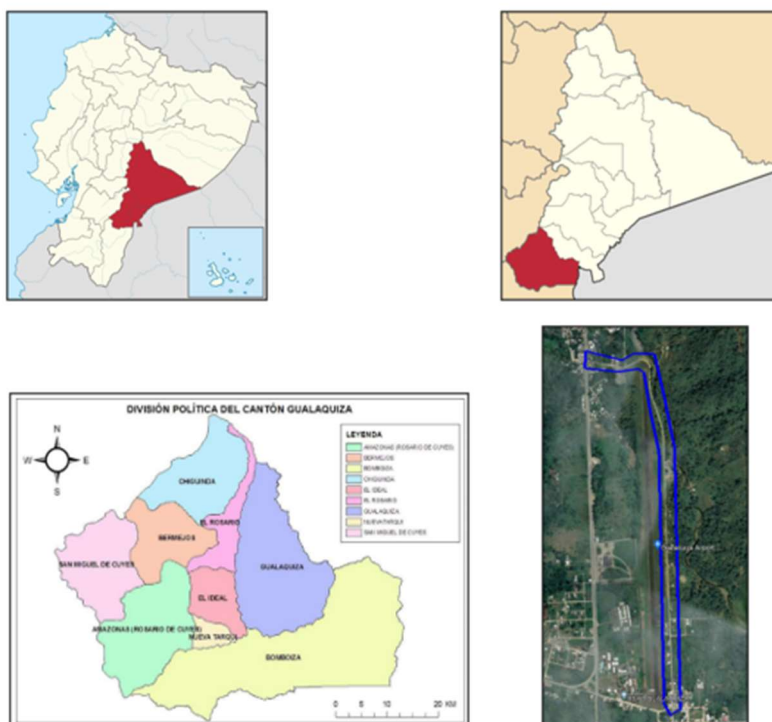 DIVISIÓN POLÍTICA DEL CANTÓN GUALAQUIZA
N
W E
S
LEYENDA
AMAZONAS (ROSARIO DE CUYES)
BERMEJOS
BOMBOIZA
CHIGUINDA
EL IDEAL
EL ROSARIO
GUALAQUIZA
NUEVA TARQUI
SAN MIGUEL DE CUYES
CHIGUINDA
EL ROSARIO
BERMEJOS
SAN MIGUEL DE CUYES
GUALAQUIZA
EL IDEAL
AMAZONAS (ROSARIO DE CUYES)
NUEVA TARQUI
BOMBOIZA
0 5 10 20 KM
Gualaquiza Airport